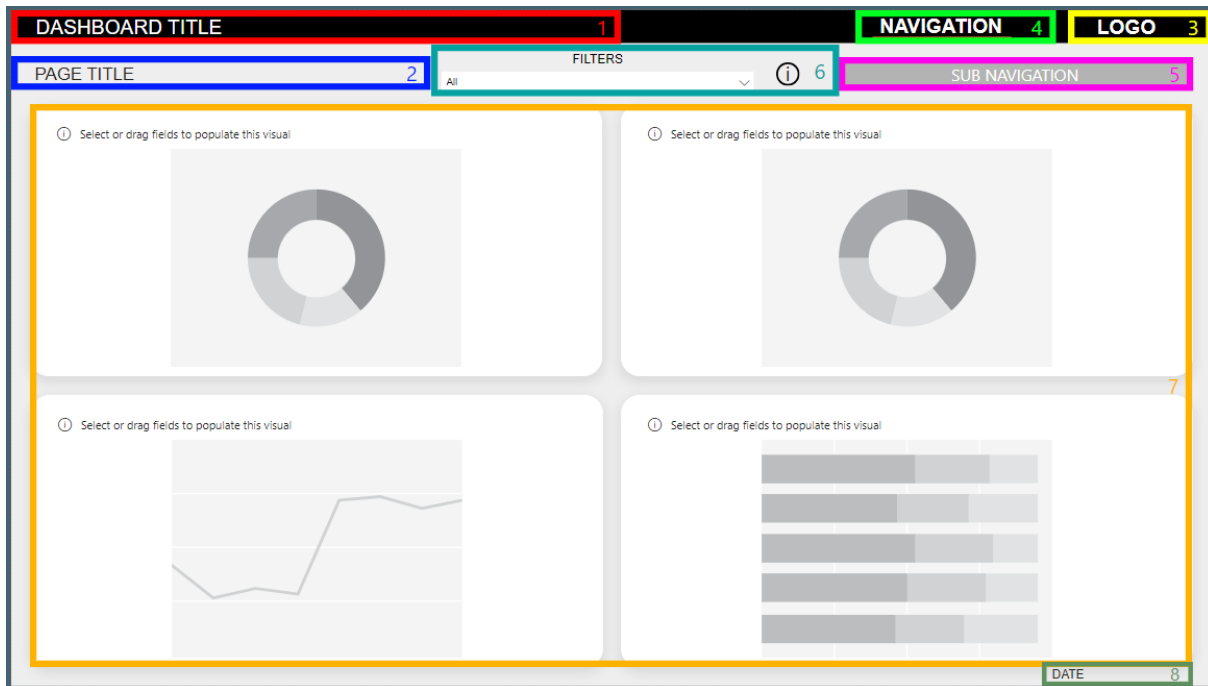 DASHBOARD TITLE 1
NAVIGATION 4
LOGO 3
PAGE TITLE 2
FILTERS
All
6
SUB NAVIGATION 5
Select or drag fields to populate this visual
Select or drag fields to populate this visual
7
Select or drag fields to populate this visual
Select or drag fields to populate this visual
DATE 8